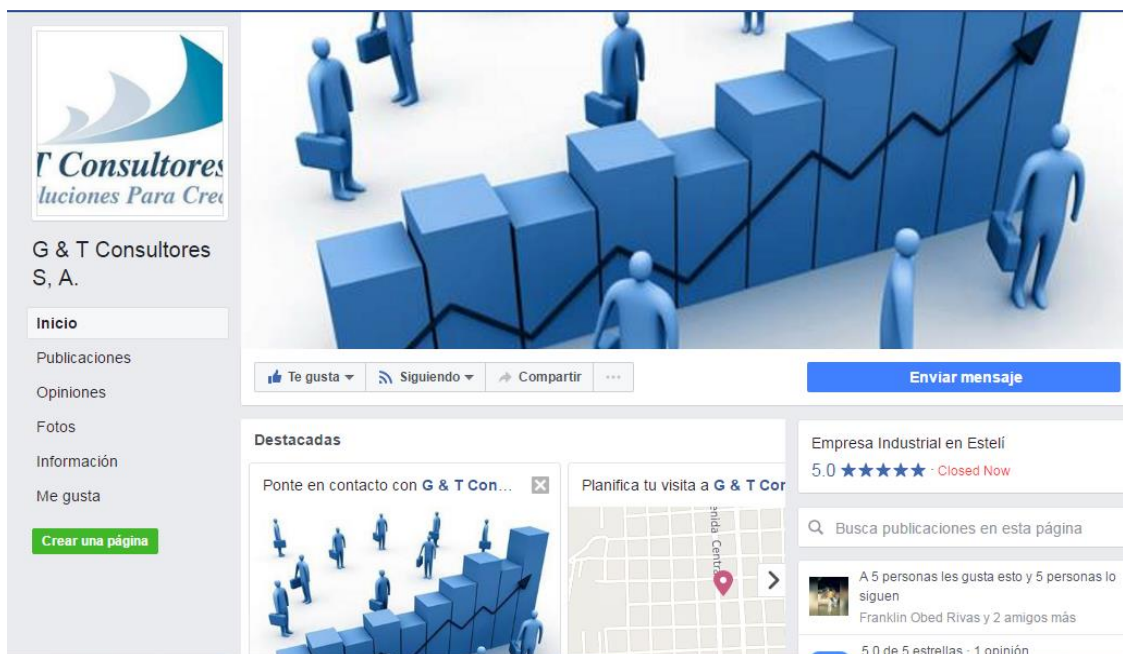 T Consultores
luciones Para Crec
G & T Consultores
S, A.
Inicio
Publicaciones
Opiniones
Fotos
Información
Me gusta
Crear una página
Te gusta
Siguiendo
Compartir
...
Enviar mensaje
Destacadas
Ponte en contacto con G & T Con...
Planifica tu visita a G & T Cor
enida Centra
Empresa Industrial en Estelí
5.0 ★★★★★ · Closed Now
Busca publicaciones en esta página
A 5 personas les gusta esto y 5 personas lo
siguen
Franklin Obed Rivas y 2 amigos más
5.0 de 5 estrellas · 1 opinión